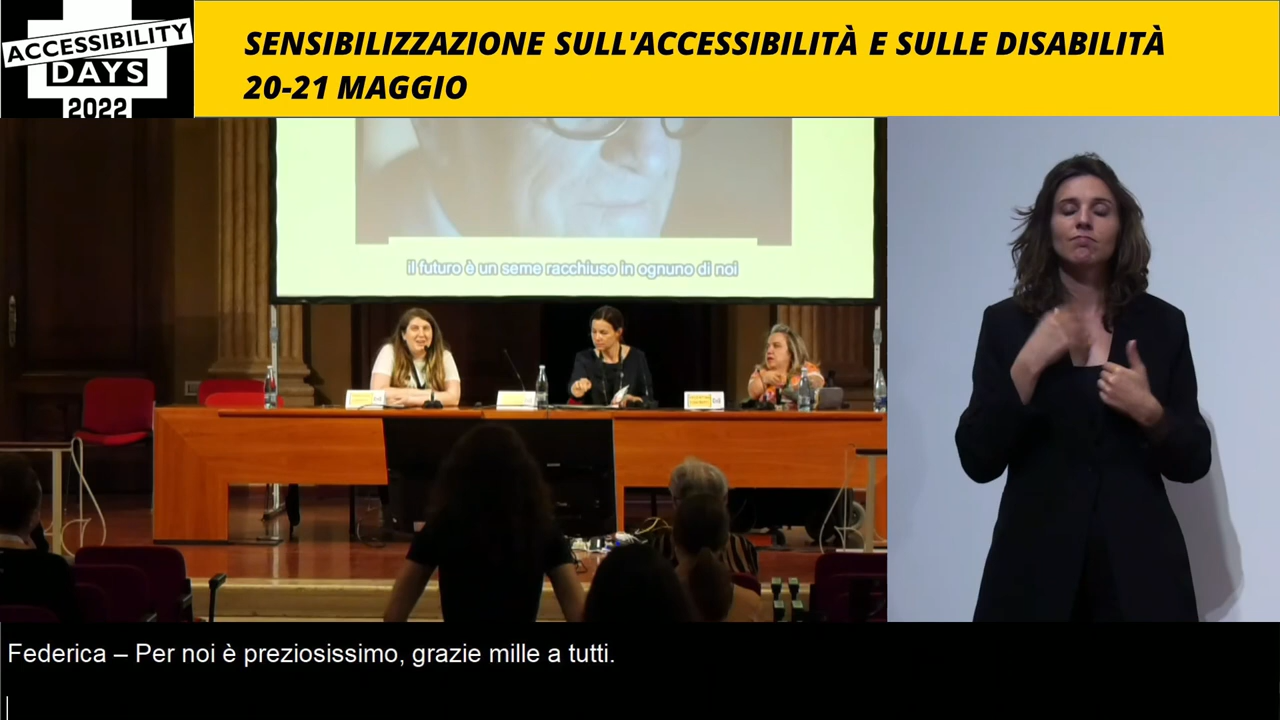 ACCESSIBILITY
DAYS
2022
SENSIBILIZZAZIONE SULL'ACCESSIBILITÀ E SULLE DISABILITÀ
20-21 MAGGIO
il futuro è un seme racchiuso in ognuno di noi
Federica – Per noi è preziosissimo, grazie mille a tutti.